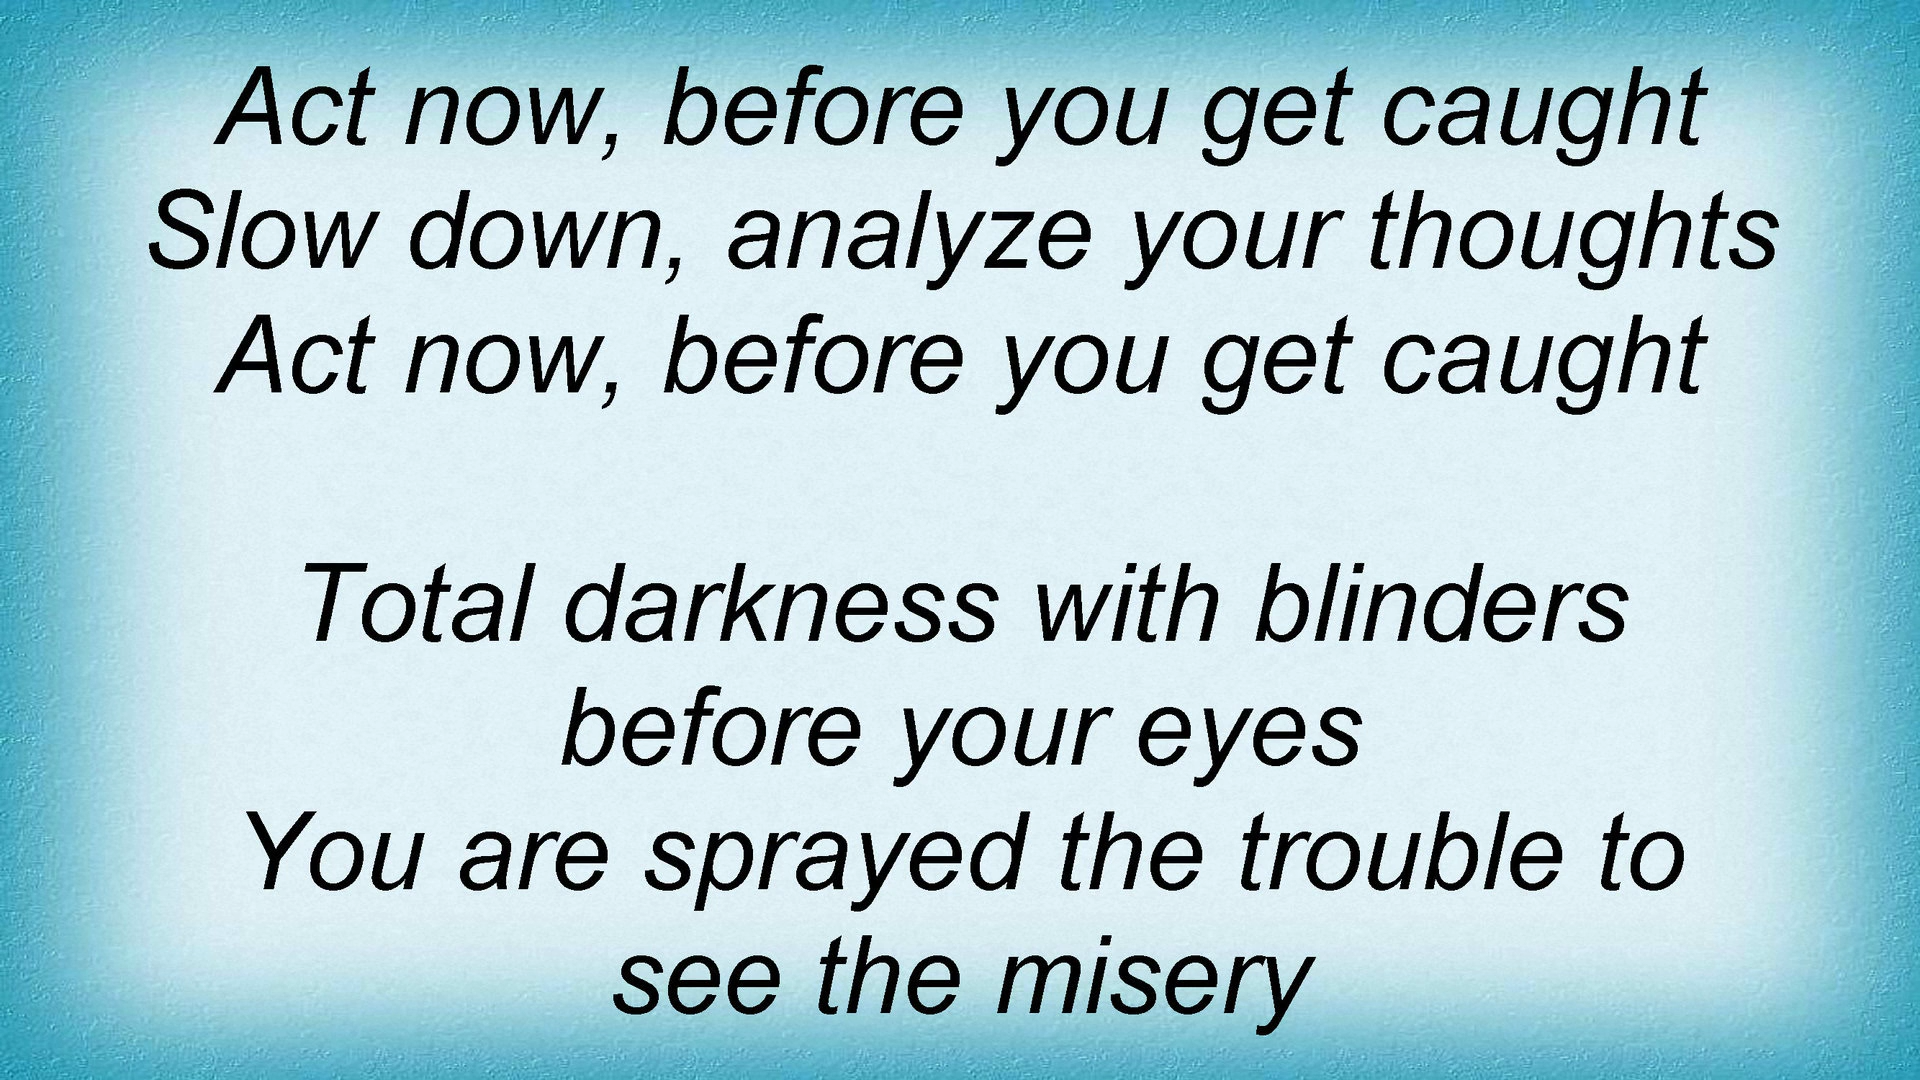 Act now, before you get caught
Slow down, analyze your thoughts
Act now, before you get caught
Total darkness with blinders
before your eyes
You are sprayed the trouble to
see the misery